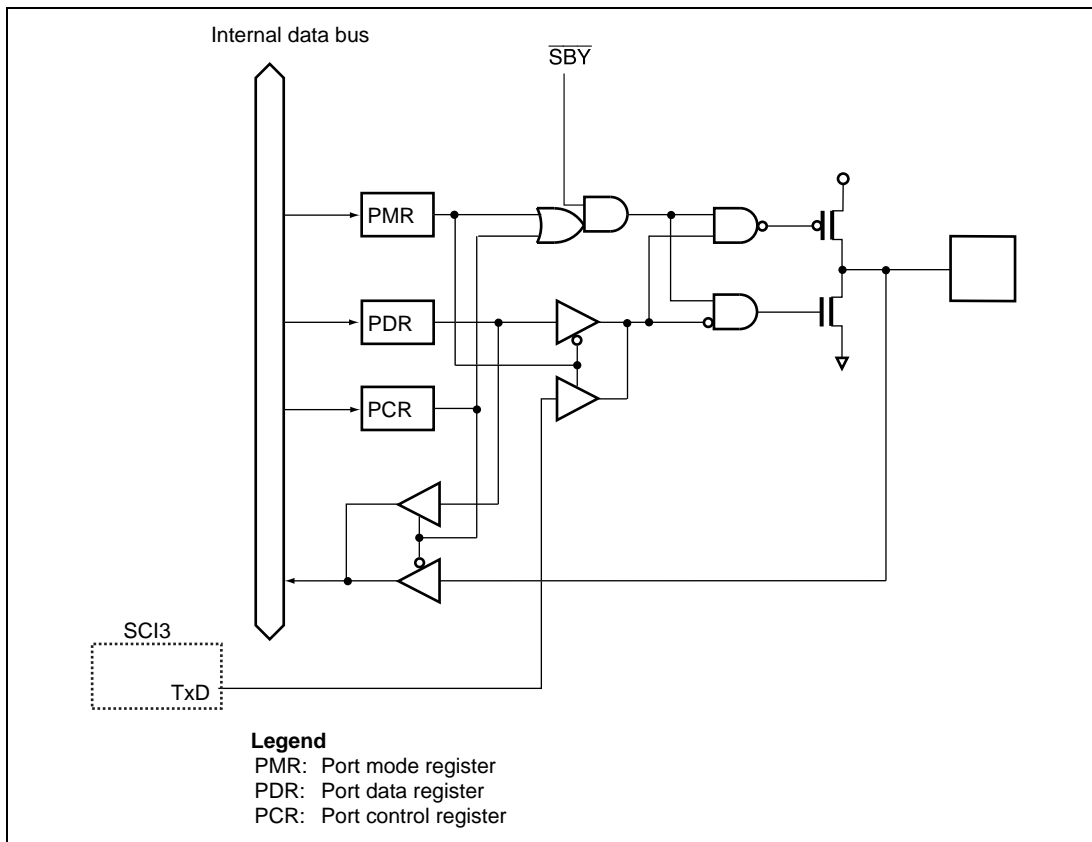 Internal data bus
S̅B̅Y̅
PMR
PDR
PCR
SCI3
TxD
Legend
PMR: Port mode register
PDR: Port data register
PCR: Port control register